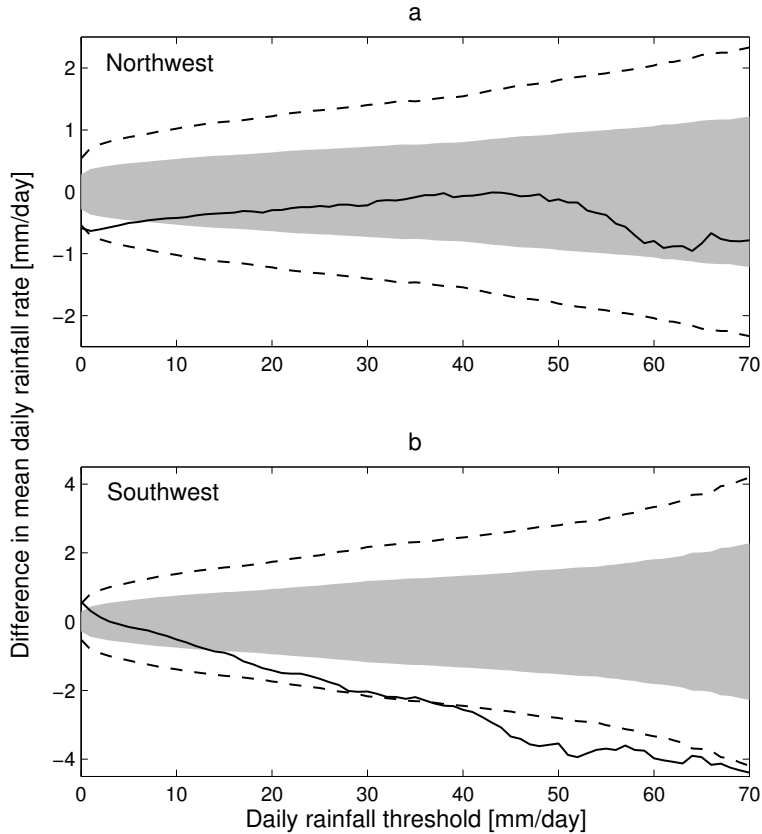 a
Northwest
2
1
0
−1
−2
0 10 20 30 40 50 60 70
Difference in mean daily rainfall rate [mm/day]
b
Southwest
4
2
0
−2
−4
0 10 20 30 40 50 60 70
Daily rainfall threshold [mm/day]